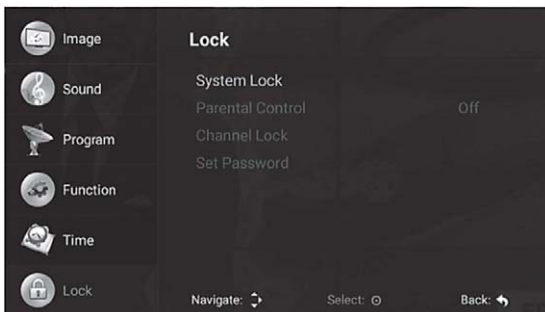 Image
Sound
Program
Function
Time
Lock
Lock
System Lock
Parental Control Off
Channel Lock
Set Password
Navigate: Select: Back: